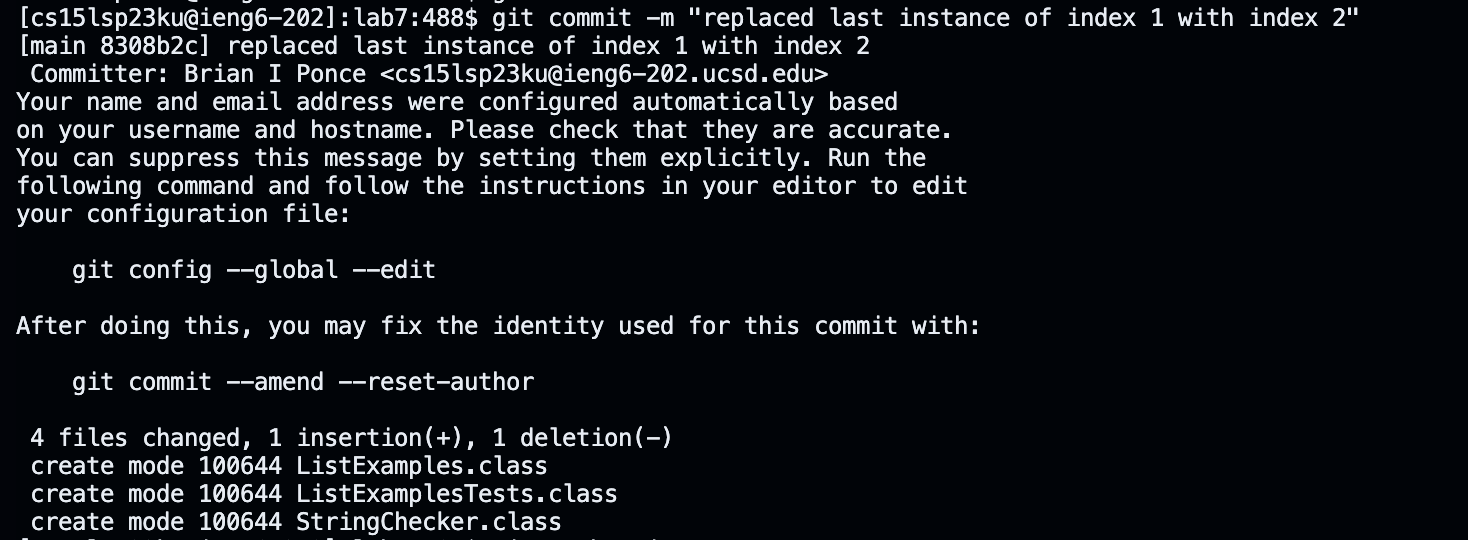 [cs15lsp23ku@ieng6-202]:lab7:488$ git commit -m "replaced last instance of index 1 with index 2"
[main 8308b2c] replaced last instance of index 1 with index 2
 Committer: Brian I Ponce <cs15lsp23ku@ieng6-202.ucsd.edu>
Your name and email address were configured automatically based
on your username and hostname. Please check that they are accurate.
You can suppress this message by setting them explicitly. Run the
following command and follow the instructions in your editor to edit
your configuration file:

    git config --global --edit

After doing this, you may fix the identity used for this commit with:

    git commit --amend --reset-author

 4 files changed, 1 insertion(+), 1 deletion(-)
 create mode 100644 ListExamples.class
 create mode 100644 ListExamplesTests.class
 create mode 100644 StringChecker.class